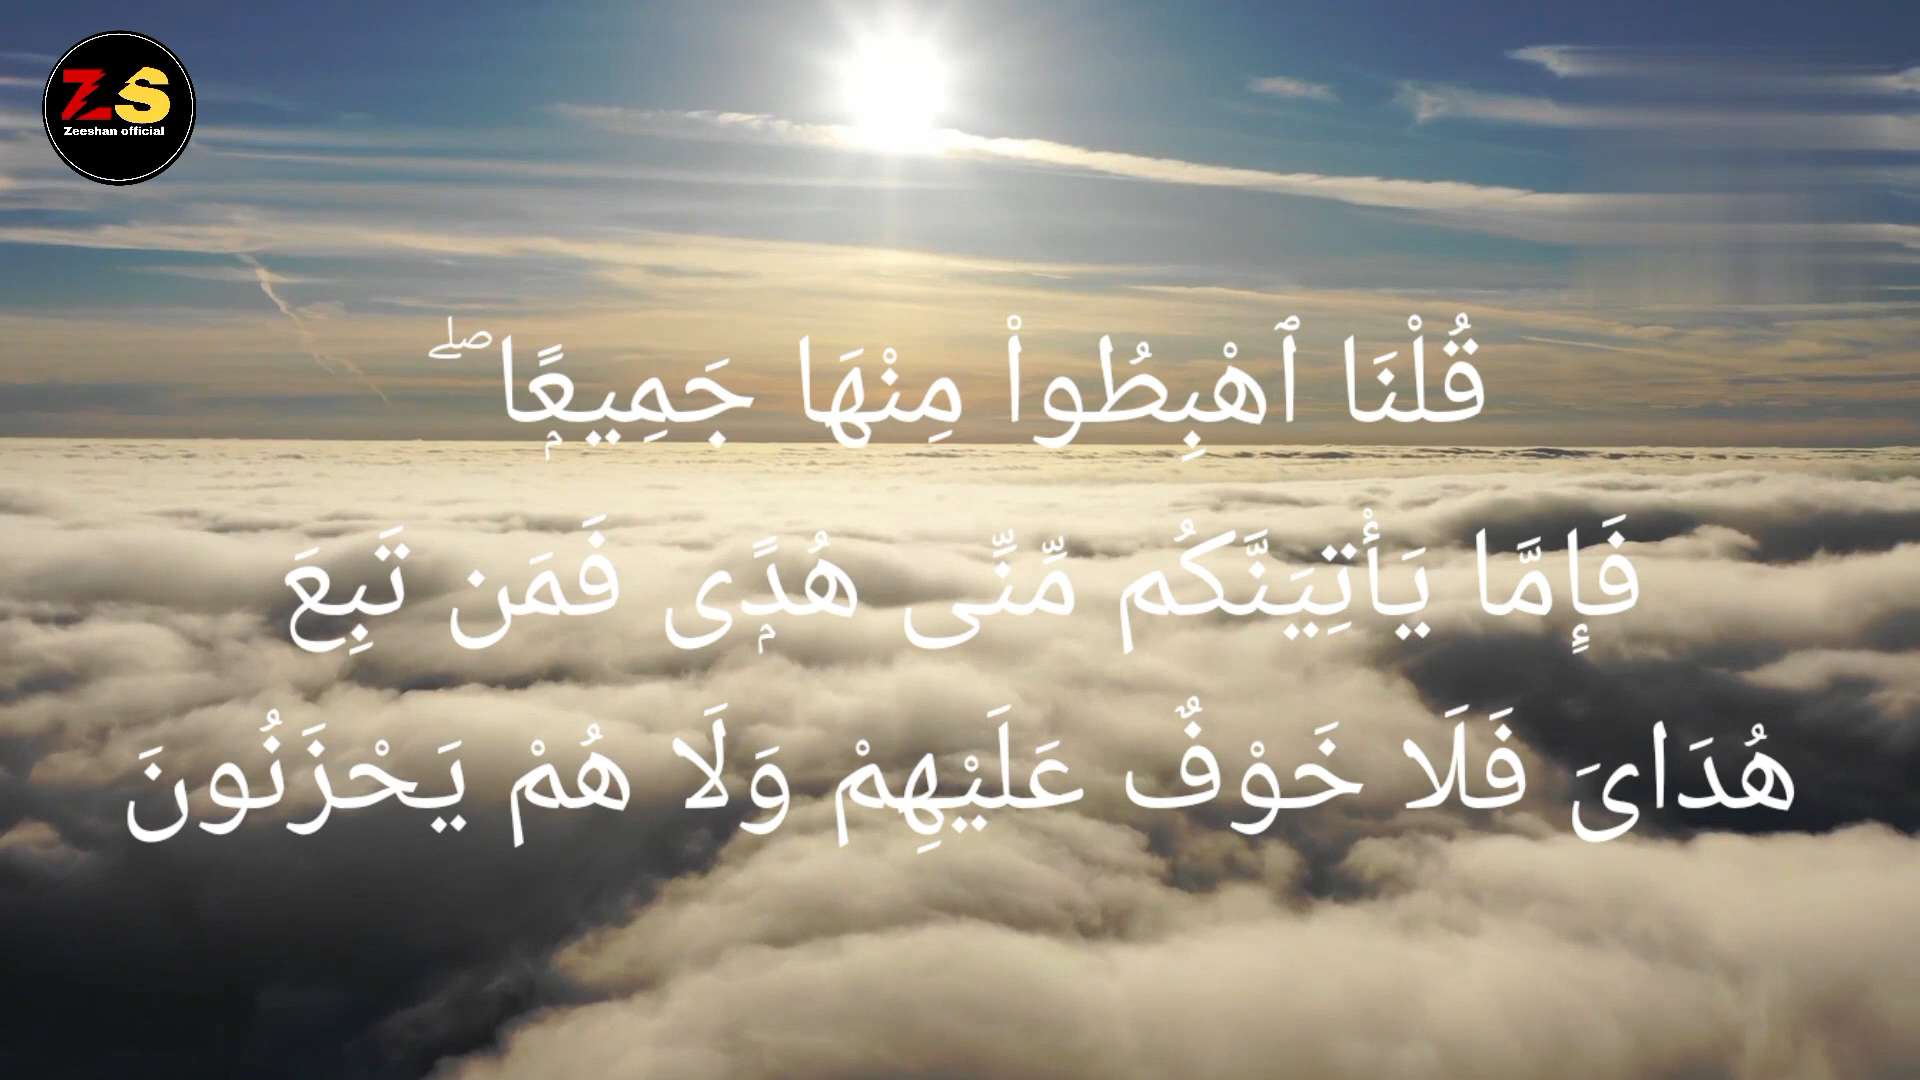 ZS
Zeeshan official
قُلْنَا ٱهْبِطُوا۟ مِنْهَا جَمِيعًۭا ۖ
فَإِمَّا يَأْتِيَنَّكُم مِّنِّى هُدًۭى فَمَن تَبِعَ
هُدَاىَ فَلَا خَوْفٌ عَلَيْهِمْ وَلَا هُمْ يَحْزَنُونَ